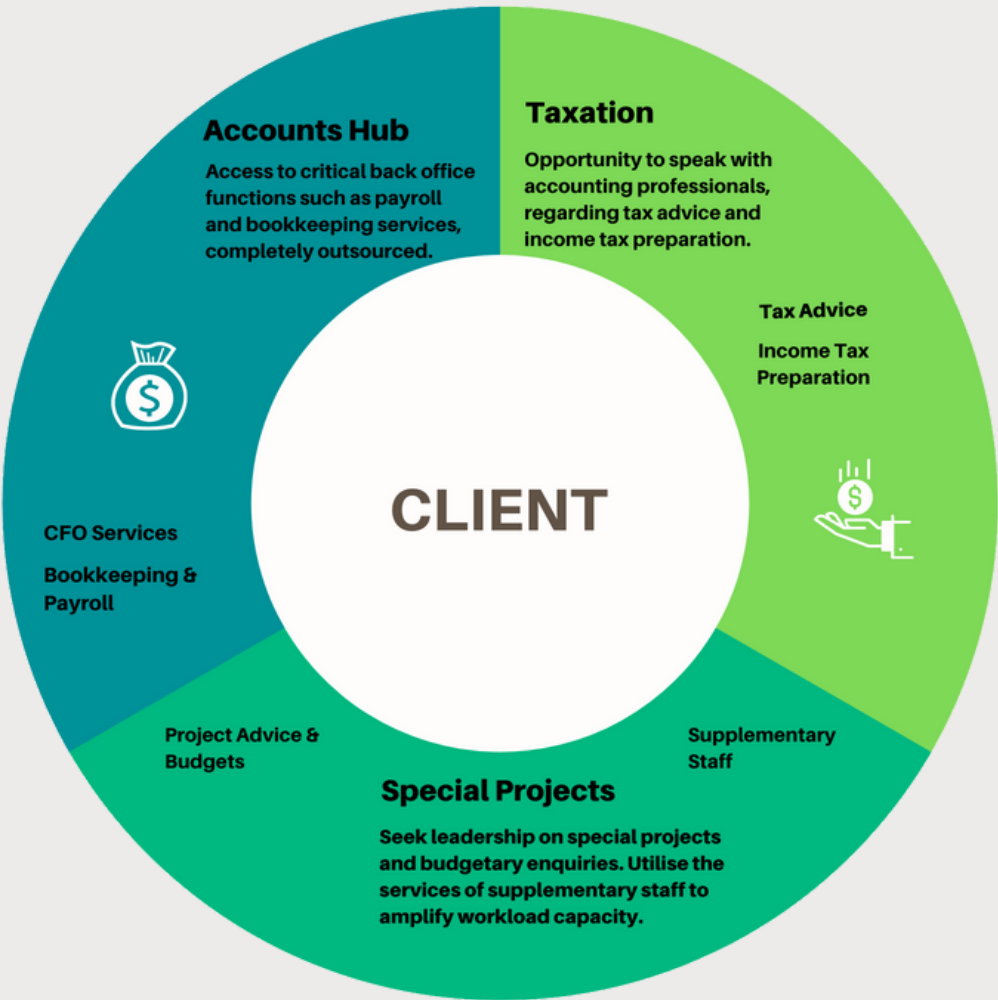 Accounts Hub
Access to critical back office
functions such as payroll
and bookkeeping services,
completely outsourced.
$
CFO Services
Bookkeeping &
Payroll
Taxation
Opportunity to speak with
accounting professionals,
regarding tax advice and
income tax preparation.
Tax Advice
Income Tax
Preparation
$
CLIENT
Project Advice &
Budgets
Supplementary
Staff
Special Projects
Seek leadership on special projects
and budgetary enquiries. Utilise the
services of supplementary staff to
amplify workload capacity.